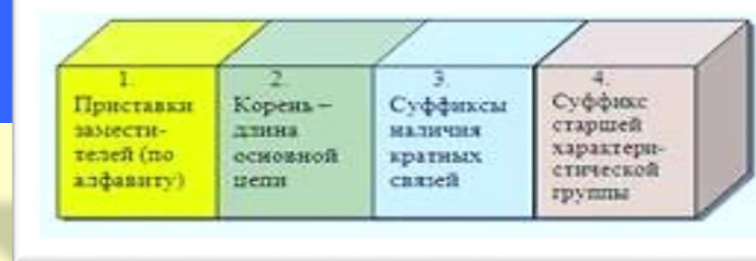 1.
Приставки
замести-
телей (по
алфавиту)
2.
Корень –
длина
основной
цепи
3.
Суффиксы
наличия
кратных
связей
4.
Суффикс
старшей
характери-
стической
группы